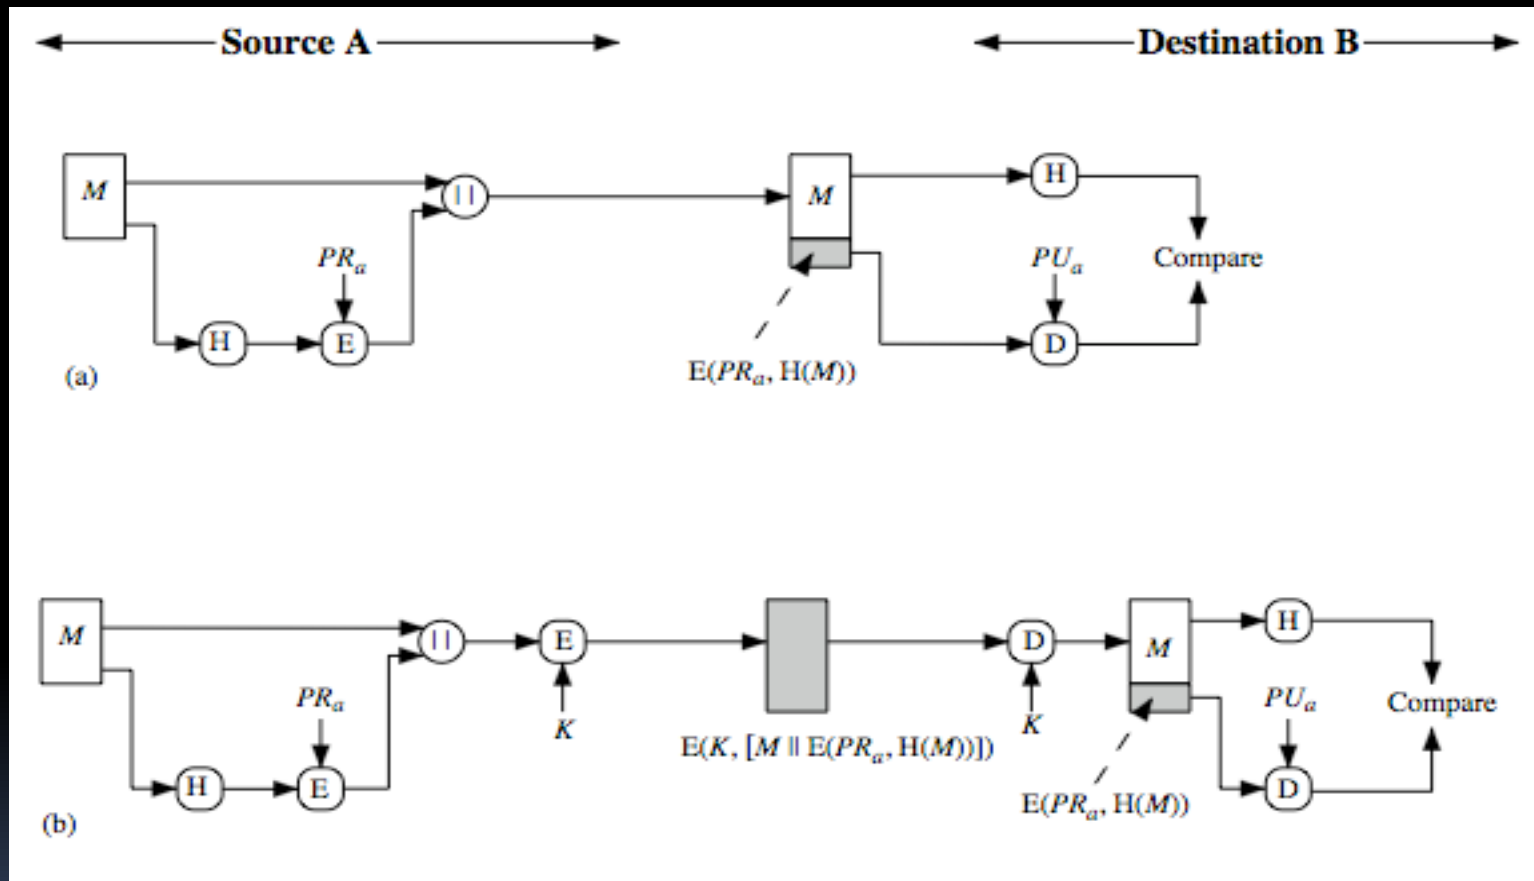 Source A
Destination B
M
||
M
H
PRa
PUa
Compare
H
E
D
E(PRa, H(M))
(a)
M
||
E
D
M
H
PRa
K
K
PUa
Compare
E(K, [M || E(PRa, H(M))])
H
E
D
E(PRa, H(M))
(b)